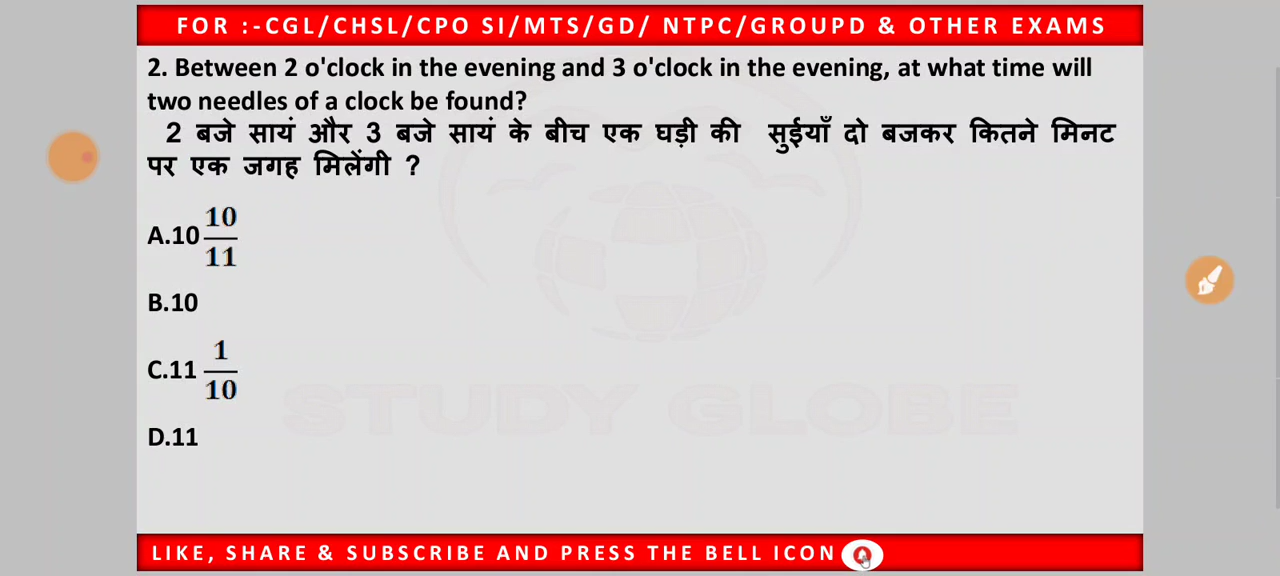 FOR :-CGL/CHSL/CPO SI/MTS/GD/ NTPC/GROUPD & OTHER EXAMS
2. Between 2 o'clock in the evening and 3 o'clock in the evening, at what time will
two needles of a clock be found?
2 बजे सायं और 3 बजे सायं के बीच एक घड़ी की सुईयाँ दो बजकर कितने मिनट
पर एक जगह मिलेंगी ?
A.10 10/11
B.10
C.11 1/10
STUDY GLOBE
D.11
LIKE, SHARE & SUBSCRIBE AND PRESS THE BELL ICON